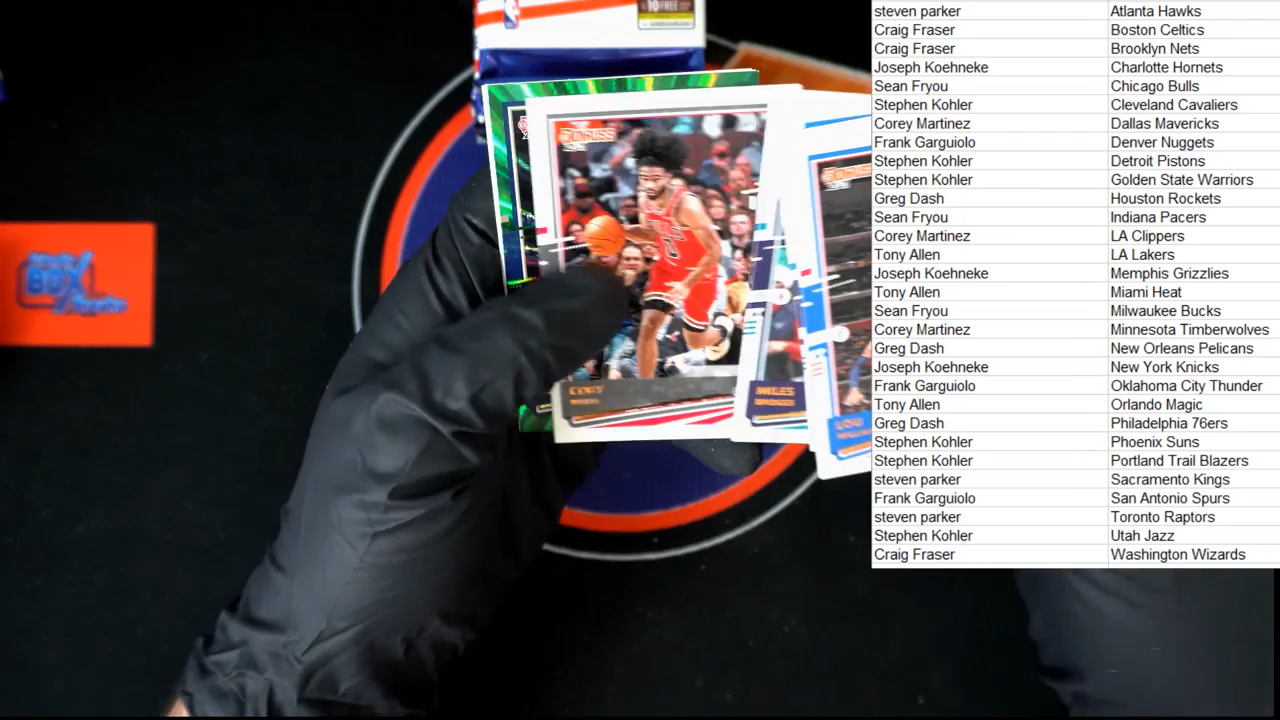 steven parker Atlanta Hawks
Craig Fraser Boston Celtics
Craig Fraser Brooklyn Nets
Joseph Koehneke Charlotte Hornets
Sean Fryou Chicago Bulls
Stephen Kohler Cleveland Cavaliers
Corey Martinez Dallas Mavericks
Frank Garguiolo Denver Nuggets
Stephen Kohler Detroit Pistons
Stephen Kohler Golden State Warriors
Greg Dash Houston Rockets
Sean Fryou Indiana Pacers
Corey Martinez LA Clippers
Tony Allen LA Lakers
Joseph Koehneke Memphis Grizzlies
Tony Allen Miami Heat
Sean Fryou Milwaukee Bucks
Corey Martinez Minnesota Timberwolves
Greg Dash New Orleans Pelicans
Joseph Koehneke New York Knicks
Frank Garguiolo Oklahoma City Thunder
Tony Allen Orlando Magic
Greg Dash Philadelphia 76ers
Stephen Kohler Phoenix Suns
Stephen Kohler Portland Trail Blazers
steven parker Sacramento Kings
Frank Garguiolo San Antonio Spurs
steven parker Toronto Raptors
Stephen Kohler Utah Jazz
Craig Fraser Washington Wizards
BOX
MILES
LOU